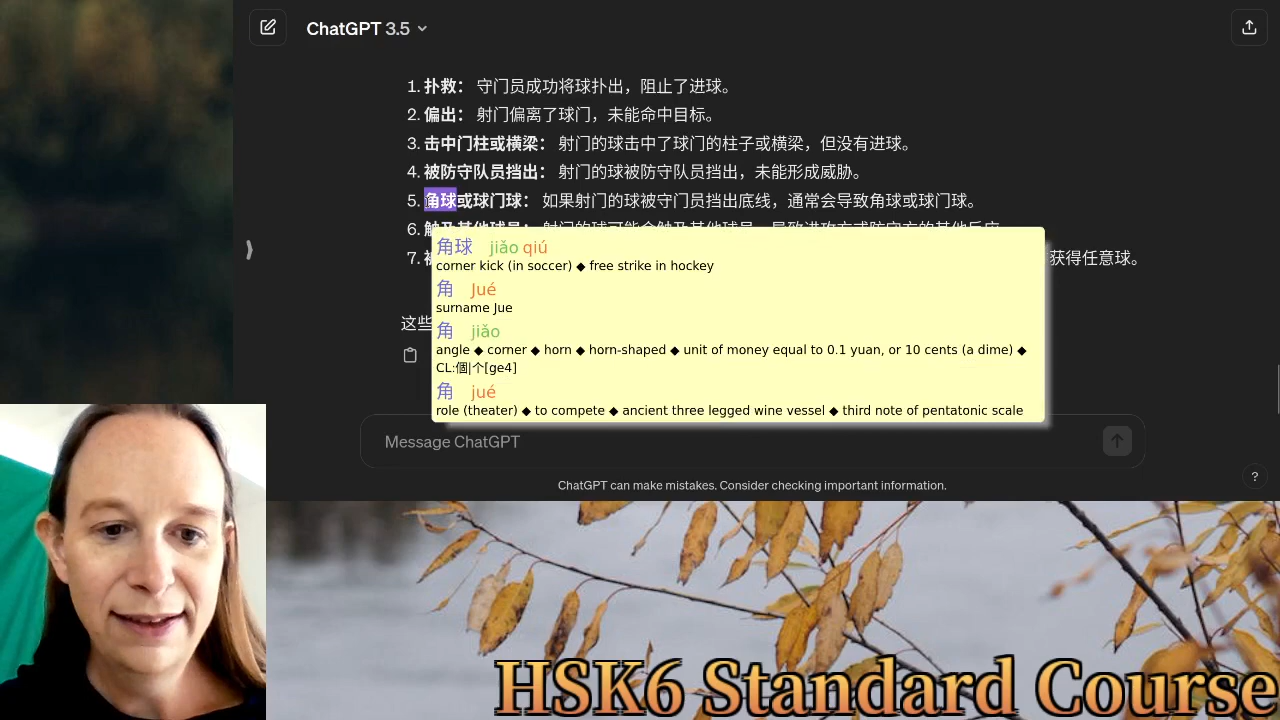 ChatGPT 3.5
1. 扑救： 守门员成功将球扑出，阻止了进球。
2. 偏出： 射门偏离了球门，未能命中目标。
3. 击中门柱或横梁： 射门的球击中了球门的柱子或横梁，但没有进球。
4. 被防守队员挡出： 射门的球被防守队员挡出，未能形成威胁。
5. 角球或球门球： 如果射门的球被守门员挡出底线，通常会导致角球或球门球。
6.
角球 jiǎo qiú
corner kick (in soccer) ◆ free strike in hockey
7. 获得任意球。
角 Jué
surname Jue
这些
角 jiǎo
angle ◆ corner ◆ horn ◆ horn-shaped ◆ unit of money equal to 0.1 yuan, or 10 cents (a dime) ◆
CL:個|个[ge4]
角 jué
role (theater) ◆ to compete ◆ ancient three legged wine vessel ◆ third note of pentatonic scale
Message ChatGPT
ChatGPT can make mistakes. Consider checking important information.
?
HSK6 Standard Course